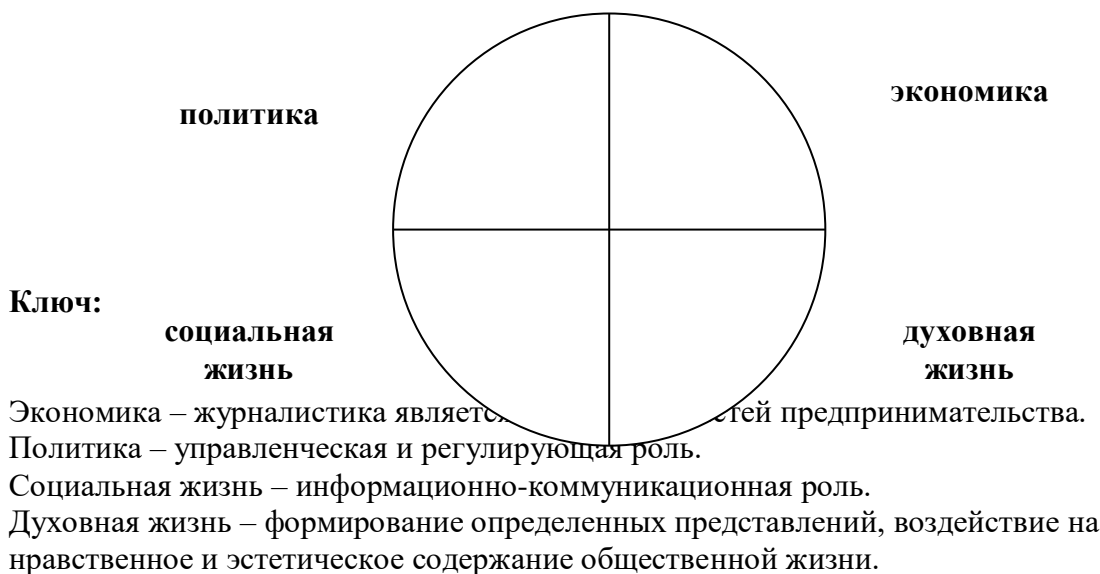 политика
экономика
Ключ:
социальная
жизнь
духовная
жизнь
Экономика – журналистика является предпринимательства.
Политика – управленческая и регулирующая роль.
Социальная жизнь – информационно-коммуникационная роль.
Духовная жизнь – формирование определенных представлений, воздействие на
нравственное и эстетическое содержание общественной жизни.